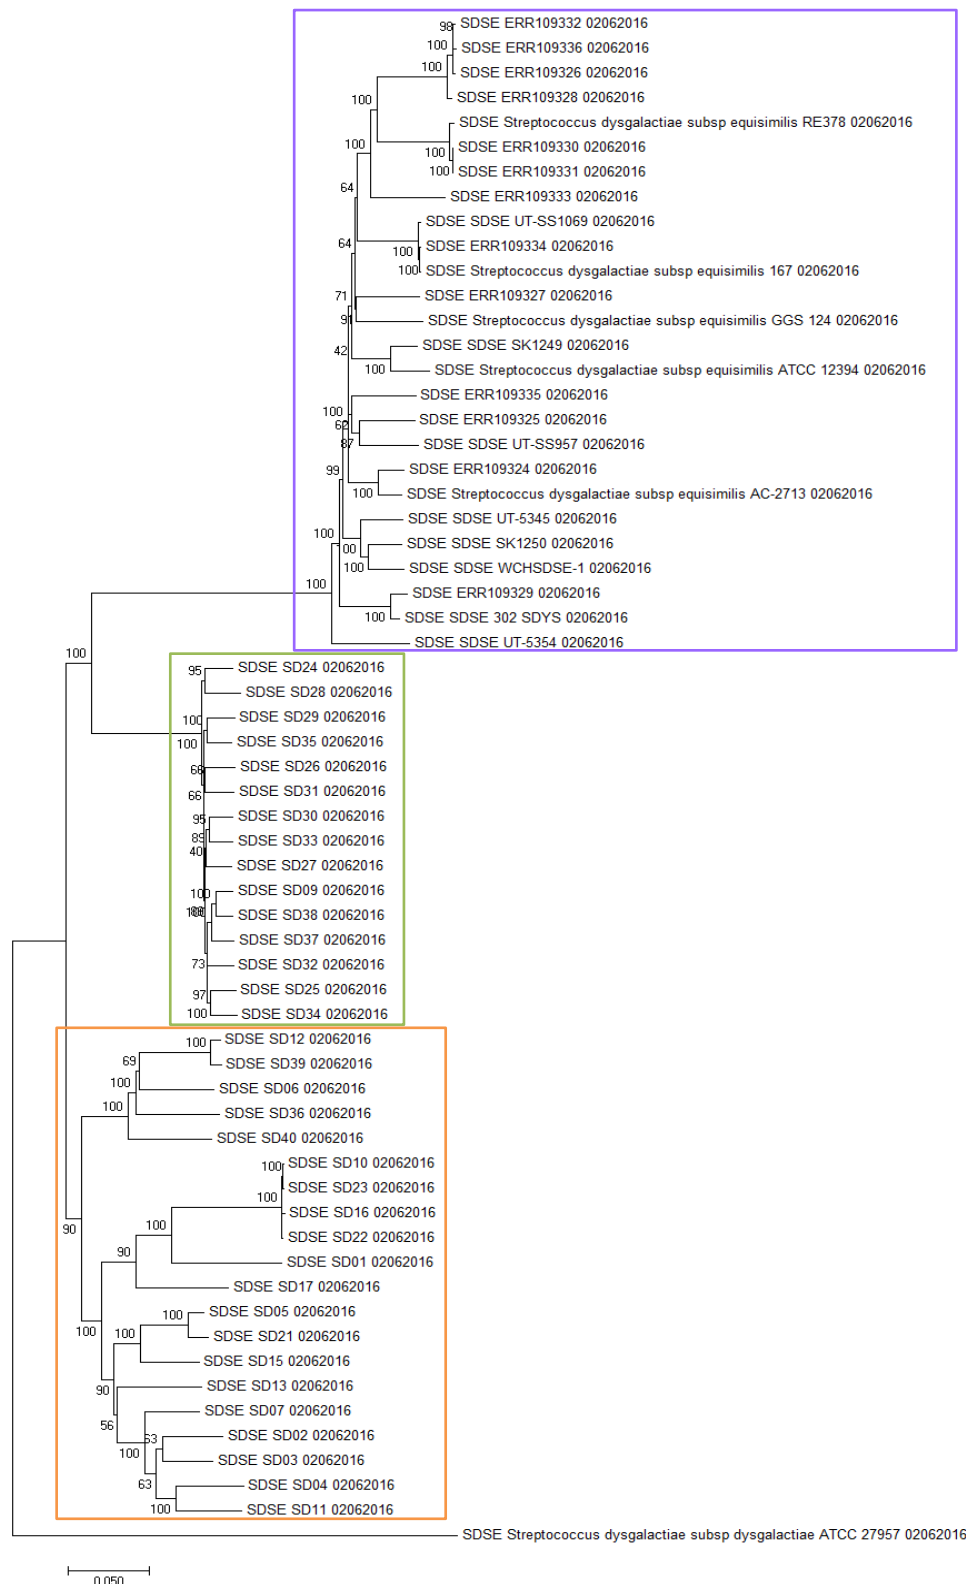 98 SDSE ERR109332 02062016
100 SDSE ERR109336 02062016
100 SDSE ERR109326 02062016
SDSE ERR109328 02062016
100
SDSE Streptococcus dysgalactiae subsp equisimilis RE378 02062016
100 100 SDSE ERR109330 02062016
100 SDSE ERR109331 02062016
64 SDSE ERR109333 02062016
SDSE SDSE UT-SS1069 02062016
64 100 SDSE ERR109334 02062016
100 SDSE Streptococcus dysgalactiae subsp equisimilis 167 02062016
71 SDSE ERR109327 02062016
91 SDSE Streptococcus dysgalactiae subsp equisimilis GGS 124 02062016
42 SDSE SDSE SK1249 02062016
100 SDSE Streptococcus dysgalactiae subsp equisimilis ATCC 12394 02062016
SDSE ERR109335 02062016
100 SDSE ERR109325 02062016
62
87 SDSE SDSE UT-SS957 02062016
99 SDSE ERR109324 02062016
100 SDSE Streptococcus dysgalactiae subsp equisimilis AC-2713 02062016
SDSE SDSE UT-5345 02062016
100 00 SDSE SDSE SK1250 02062016
100 SDSE SDSE WCHSDSE-1 02062016
100 SDSE ERR109329 02062016
100 SDSE SDSE 302 SDYS 02062016
SDSE SDSE UT-5354 02062016
100
95 SDSE SD24 02062016
SDSE SD28 02062016
100 SDSE SD29 02062016
100 SDSE SD35 02062016
66 SDSE SD26 02062016
66 SDSE SD31 02062016
95 SDSE SD30 02062016
89 SDSE SD33 02062016
40 SDSE SD27 02062016
100 SDSE SD09 02062016
SDSE SD38 02062016
SDSE SD37 02062016
73 SDSE SD32 02062016
97 SDSE SD25 02062016
100 SDSE SD34 02062016
100 SDSE SD12 02062016
69 SDSE SD39 02062016
100 SDSE SD06 02062016
100 SDSE SD36 02062016
SDSE SD40 02062016
100 SDSE SD10 02062016
SDSE SD23 02062016
100 SDSE SD16 02062016
90 100 SDSE SD22 02062016
90 SDSE SD01 02062016
SDSE SD17 02062016
100 SDSE SD05 02062016
100 100 SDSE SD21 02062016
SDSE SD15 02062016
90 SDSE SD13 02062016
56 SDSE SD07 02062016
63 SDSE SD02 02062016
100 SDSE SD03 02062016
63 SDSE SD04 02062016
100 SDSE SD11 02062016
SDSE Streptococcus dysgalactiae subsp dysgalactiae ATCC 27957 02062016
0.050